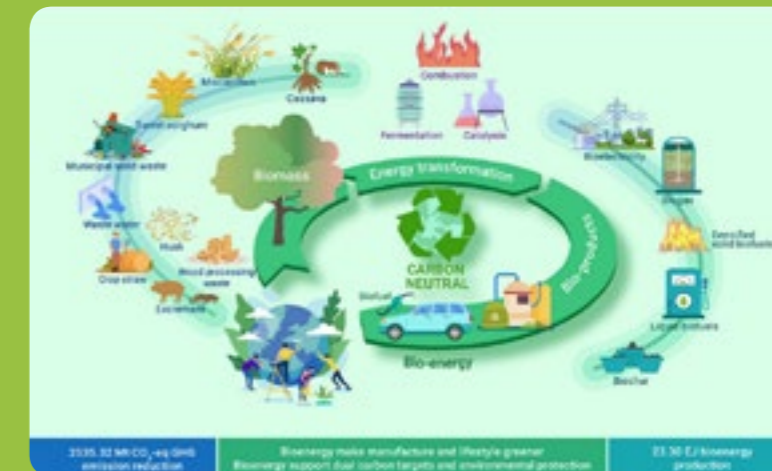 Combustion
Cassava
Miscanthus
Sweet sorghum
Fermentation
Catalysis
Municipal solid waste
Bioelectricity
Biomass
Energy transformation
Biogas
Waste water
Husk
Bio-products
Densified
solid biofuels
CARBON
NEUTRAL
Crop straw
Wood processing
waste
Biofuel
Excrement
Liquid biofuels
Bio-energy
Biochar
Bioenergy make manufacture and lifestyle greener
Bioenergy support dual carbon targets and environmental protection
emission reduction
production